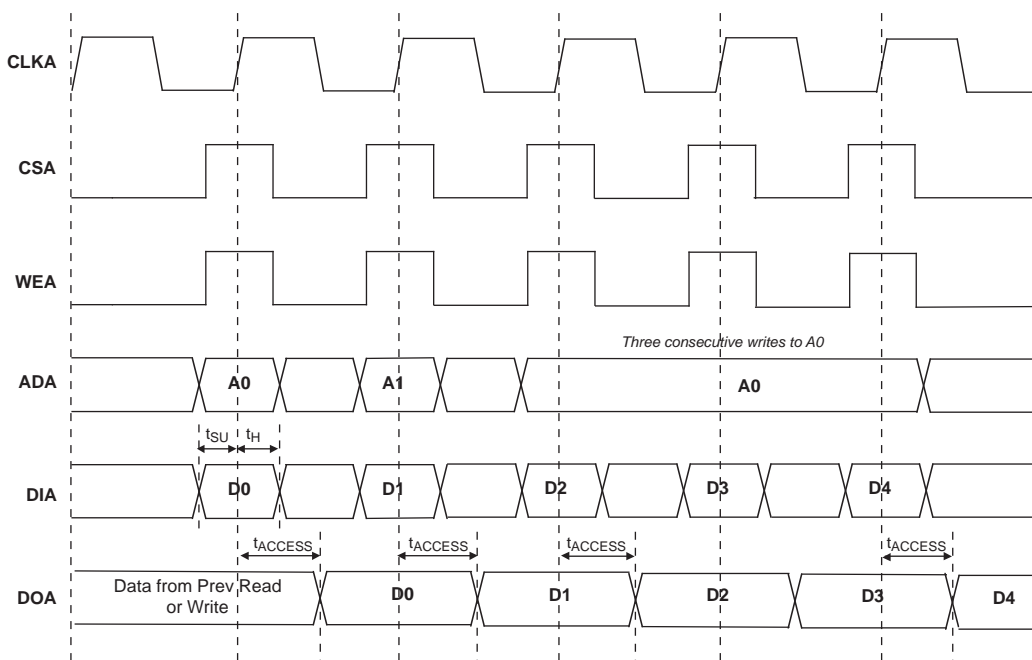 CLKA
CSA
WEA
Three consecutive writes to A0
ADA
A0
A1
A0
tSU
tH
DIA
D0
D1
D2
D3
D4
tACCESS
tACCESS
tACCESS
tACCESS
DOA
Data from Prev Read
or Write
D0
D1
D2
D3
D4